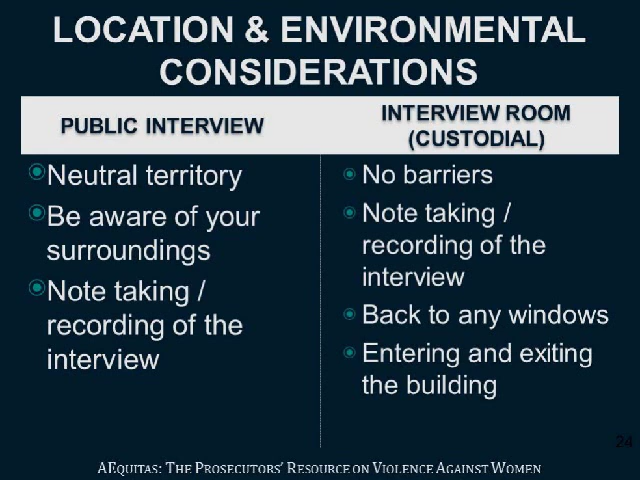 LOCATION & ENVIRONMENTAL
CONSIDERATIONS
PUBLIC INTERVIEW
Neutral territory
Be aware of your
surroundings
Note taking /
recording of the
interview
INTERVIEW ROOM
(CUSTODIAL)
No barriers
Note taking /
recording of the
interview
Back to any windows
Entering and exiting
the building
24
AEQUITAS: THE PROSECUTORS' RESOURCE ON VIOLENCE AGAINST WOMEN